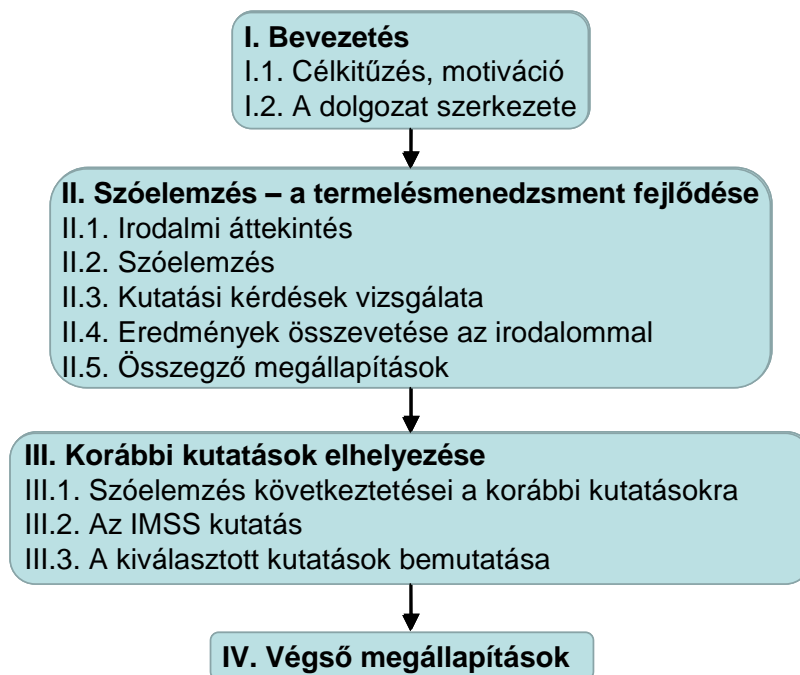 I. Bevezetés
I.1. Célkitűzés, motiváció
I.2. A dolgozat szerkezete
II. Szóelemzés – a termelésmenedzsment fejlődése
II.1. Irodalmi áttekintés
II.2. Szóelemzés
II.3. Kutatási kérdések vizsgálata
II.4. Eredmények összevetése az irodalommal
II.5. Összegző megállapítások
III. Korábbi kutatások elhelyezése
III.1. Szóelemzés következtetései a korábbi kutatásokra
III.2. Az IMSS kutatás
III.3. A kiválasztott kutatások bemutatása
IV. Végső megállapítások